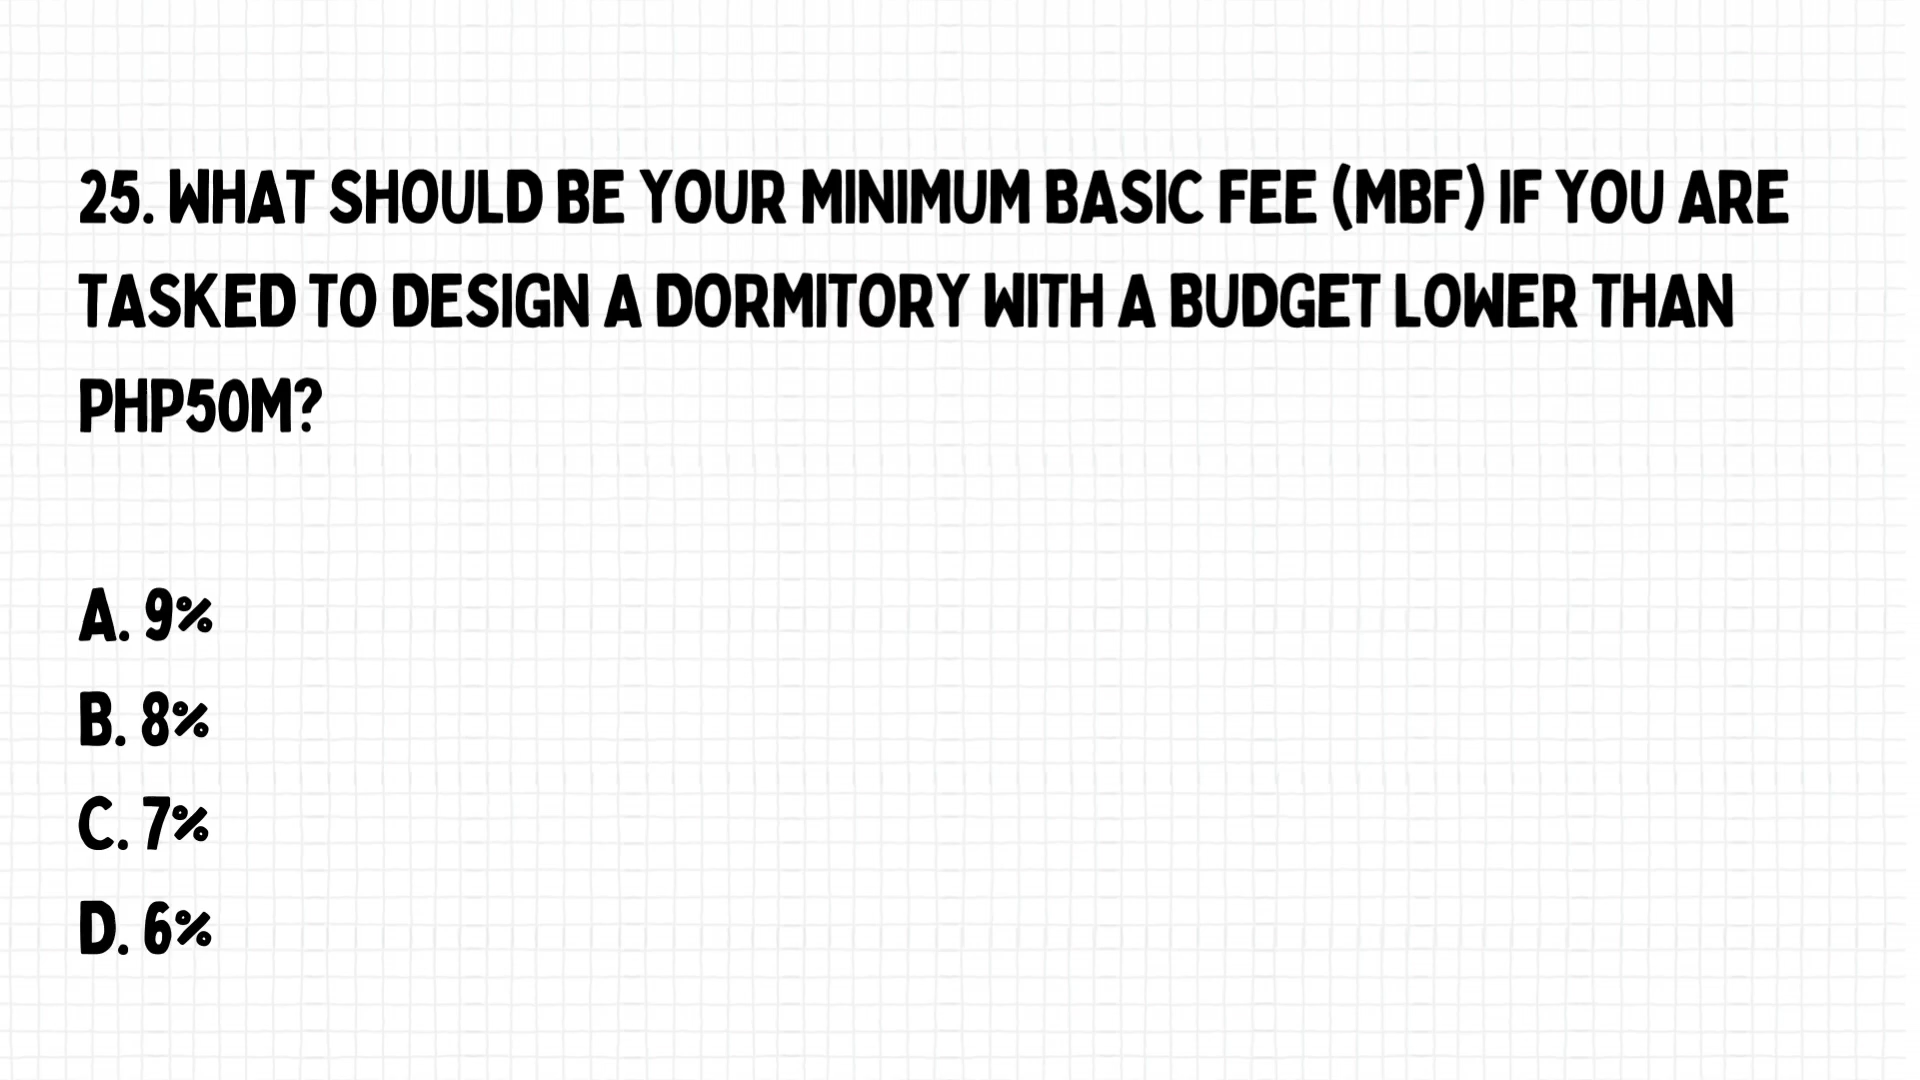 25. WHAT SHOULD BE YOUR MINIMUM BASIC FEE (MBF) IF YOU ARE
TASKED TO DESIGN A DORMITORY WITH A BUDGET LOWER THAN
PHP50M?
A. 9%
B. 8%
C. 7%
D. 6%